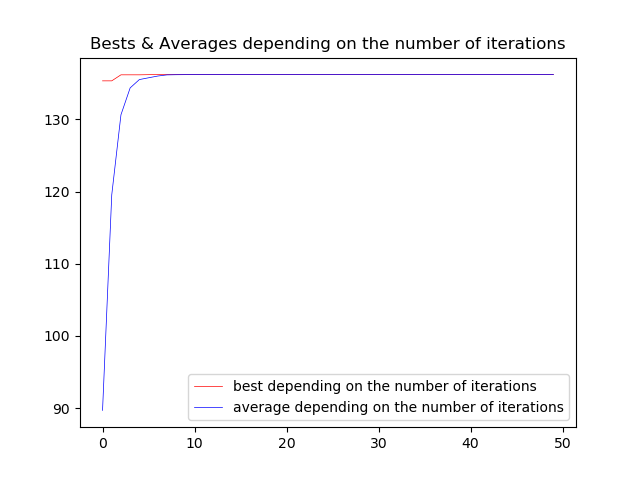 Bests & Averages depending on the number of iterations
130
120
110
100
90
best depending on the number of iterations
average depending on the number of iterations
0 10 20 30 40 50